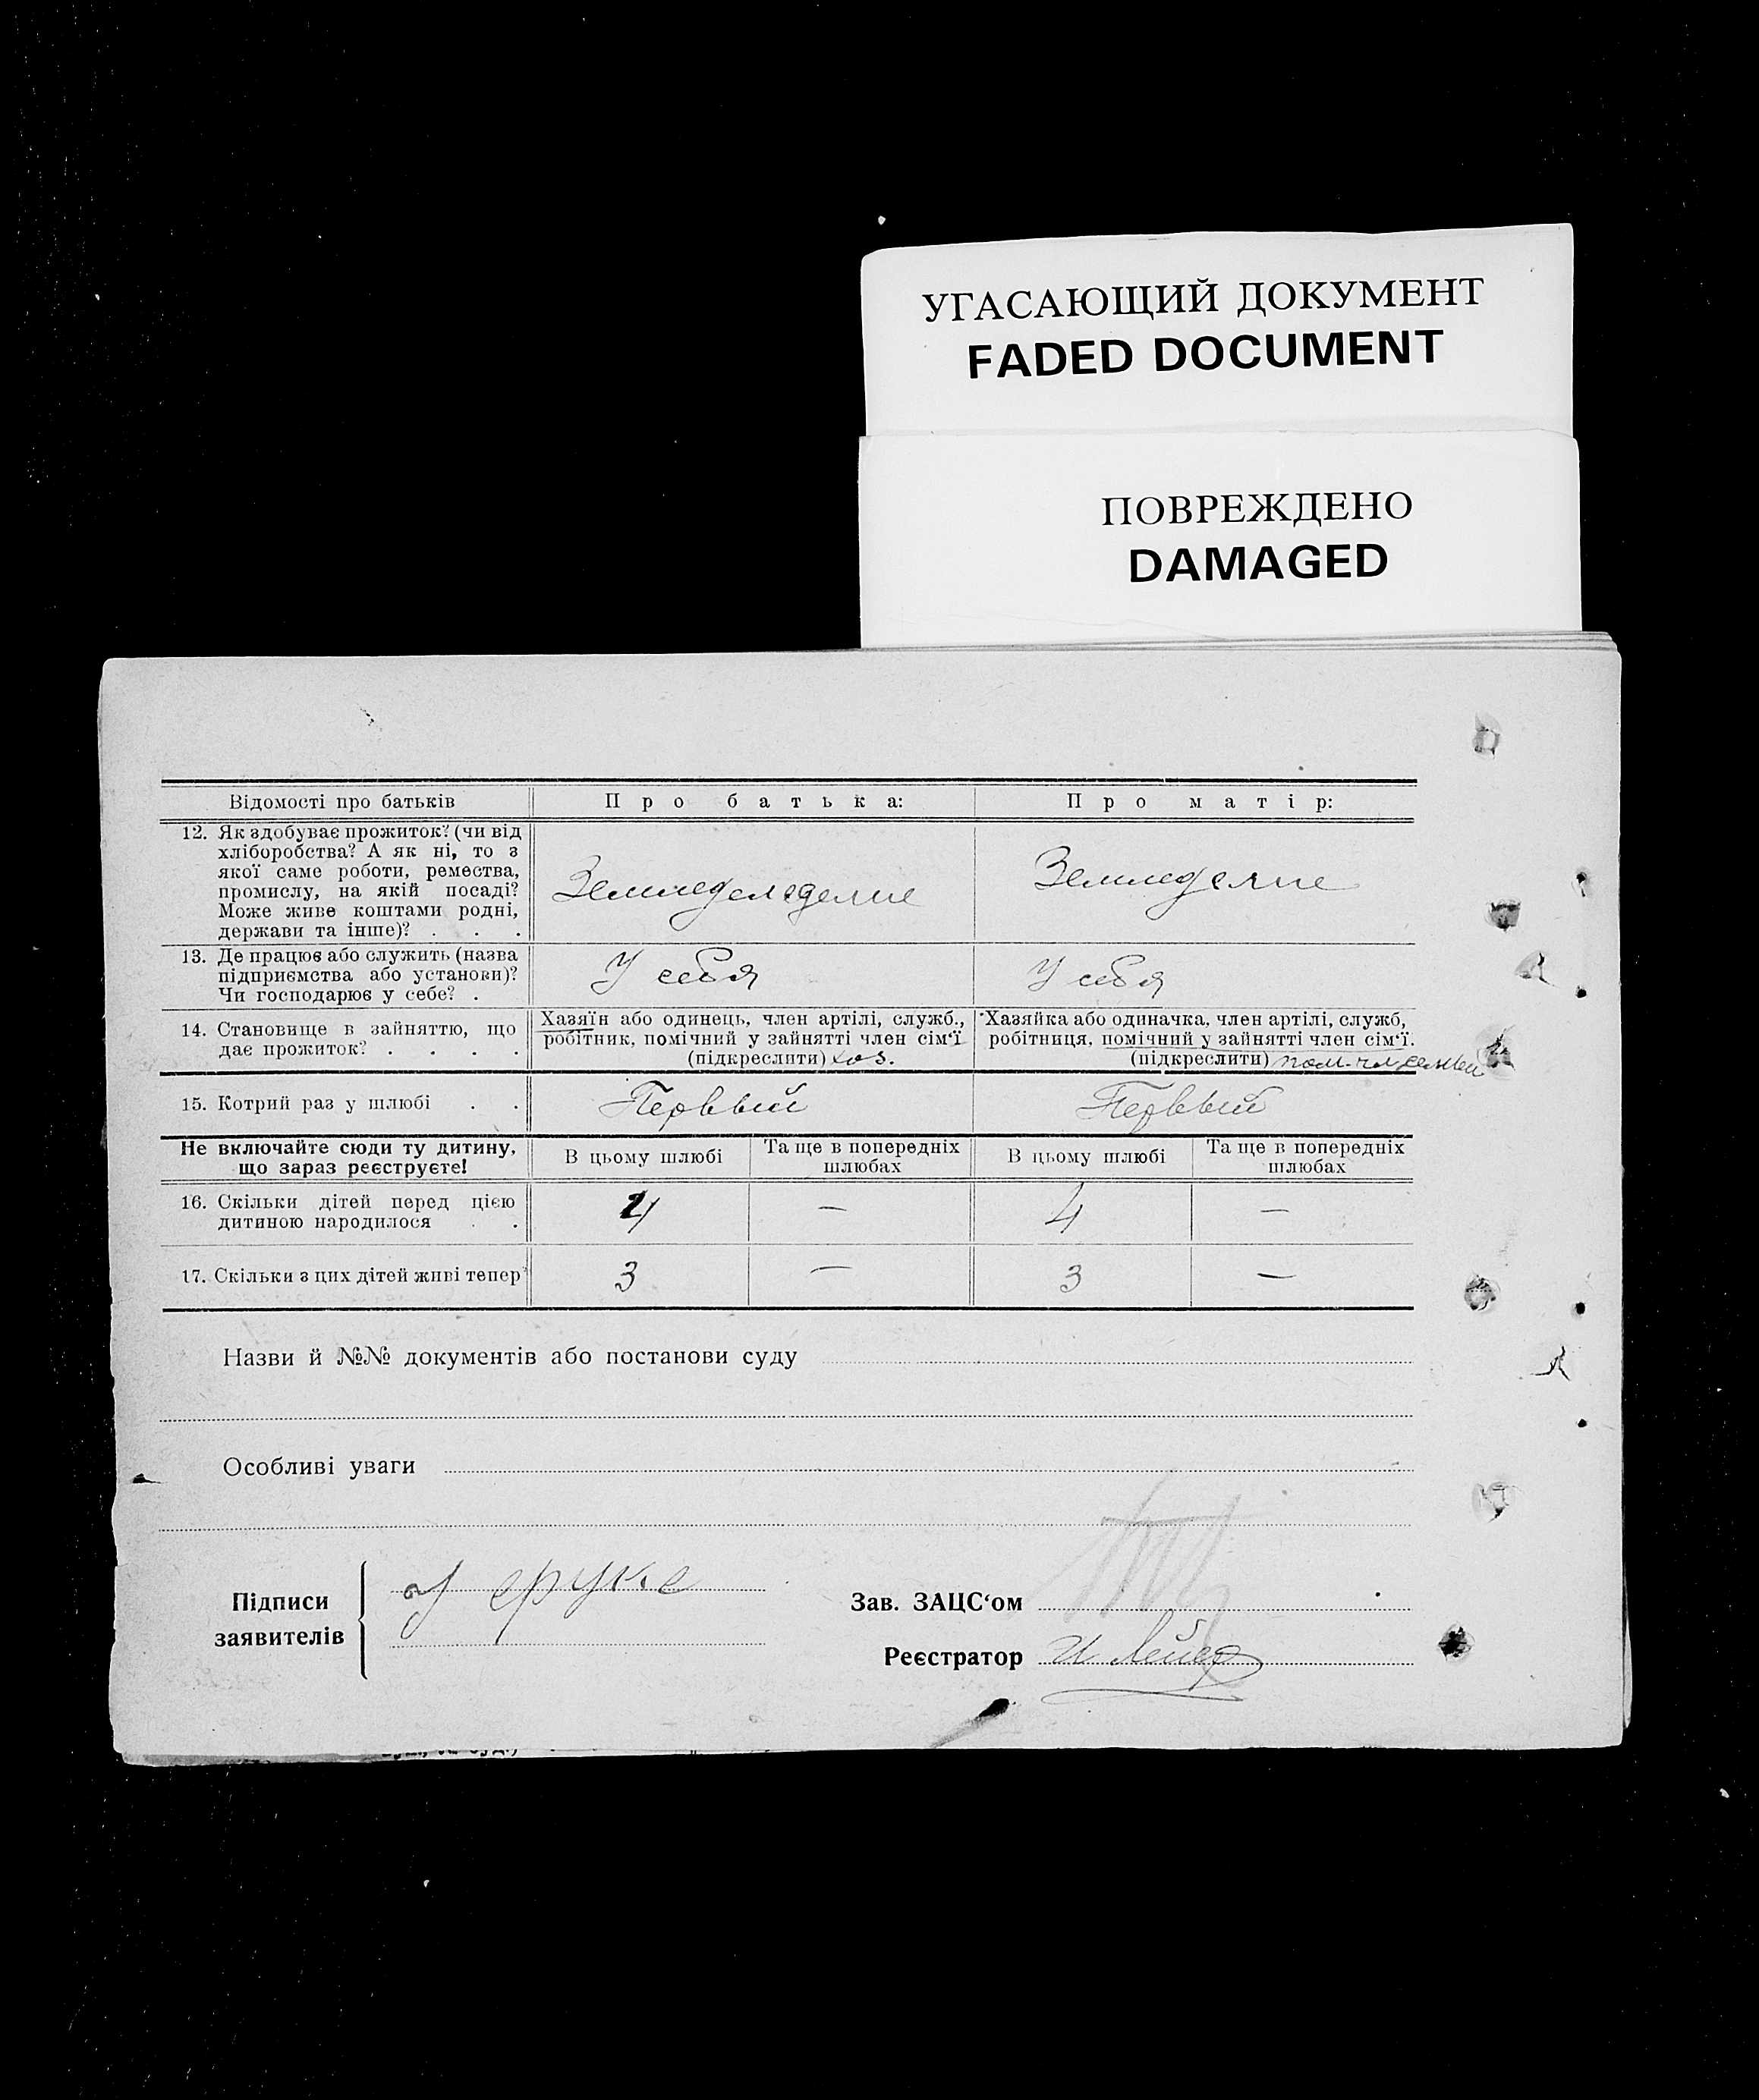 УГАСАЮЩИЙ ДОКУМЕНТ
FADED DOCUMENT
ПОВРЕЖДЕНО
DAMAGED
Відомості про батьків Про батька: Про матір:
12. Як здобуває прожиток? (чи від
хліборобства? А як ні, то з
якої саме роботи, ремества,
промислу, на якій посаді?
Може живе коштами родні,
держави та інше)? . . .
Земледеледелие Земледелие
13. Де працює або служить (назва
підприємства або установи)?
Чи господарює у себе? .
У себя У себя
14. Становище в зайняттю, що
дає прожиток? . . . .
Хазяїн або одинець, член артілі, служб.,
робітник, помічний у зайнятті член сім'ї
(підкреслити) хоз.
Хазяйка або одиначка, член артілі, служб,
робітниця, помічний у зайнятті член сім'ї.
(підкреслити) пом. чл семьи
15. Котрий раз у шлюбі . . Первый Первый
Не включайте сюди ту дитину,
що зараз реєструєте!
В цьому шлюбі Та ще в попередніх
шлюбах
В цьому шлюбі Та ще в попередніх
шлюбах
16. Скільки дітей перед цією
дитиною народилося . .
4 — 4 —
17. Скільки з цих дітей живі тепер 3 — 3 —
Назви й №№ документів або постанови суду
Особливі уваги
Підписи
заявителів
Зав. ЗАЦС'ом
Реєстратор И